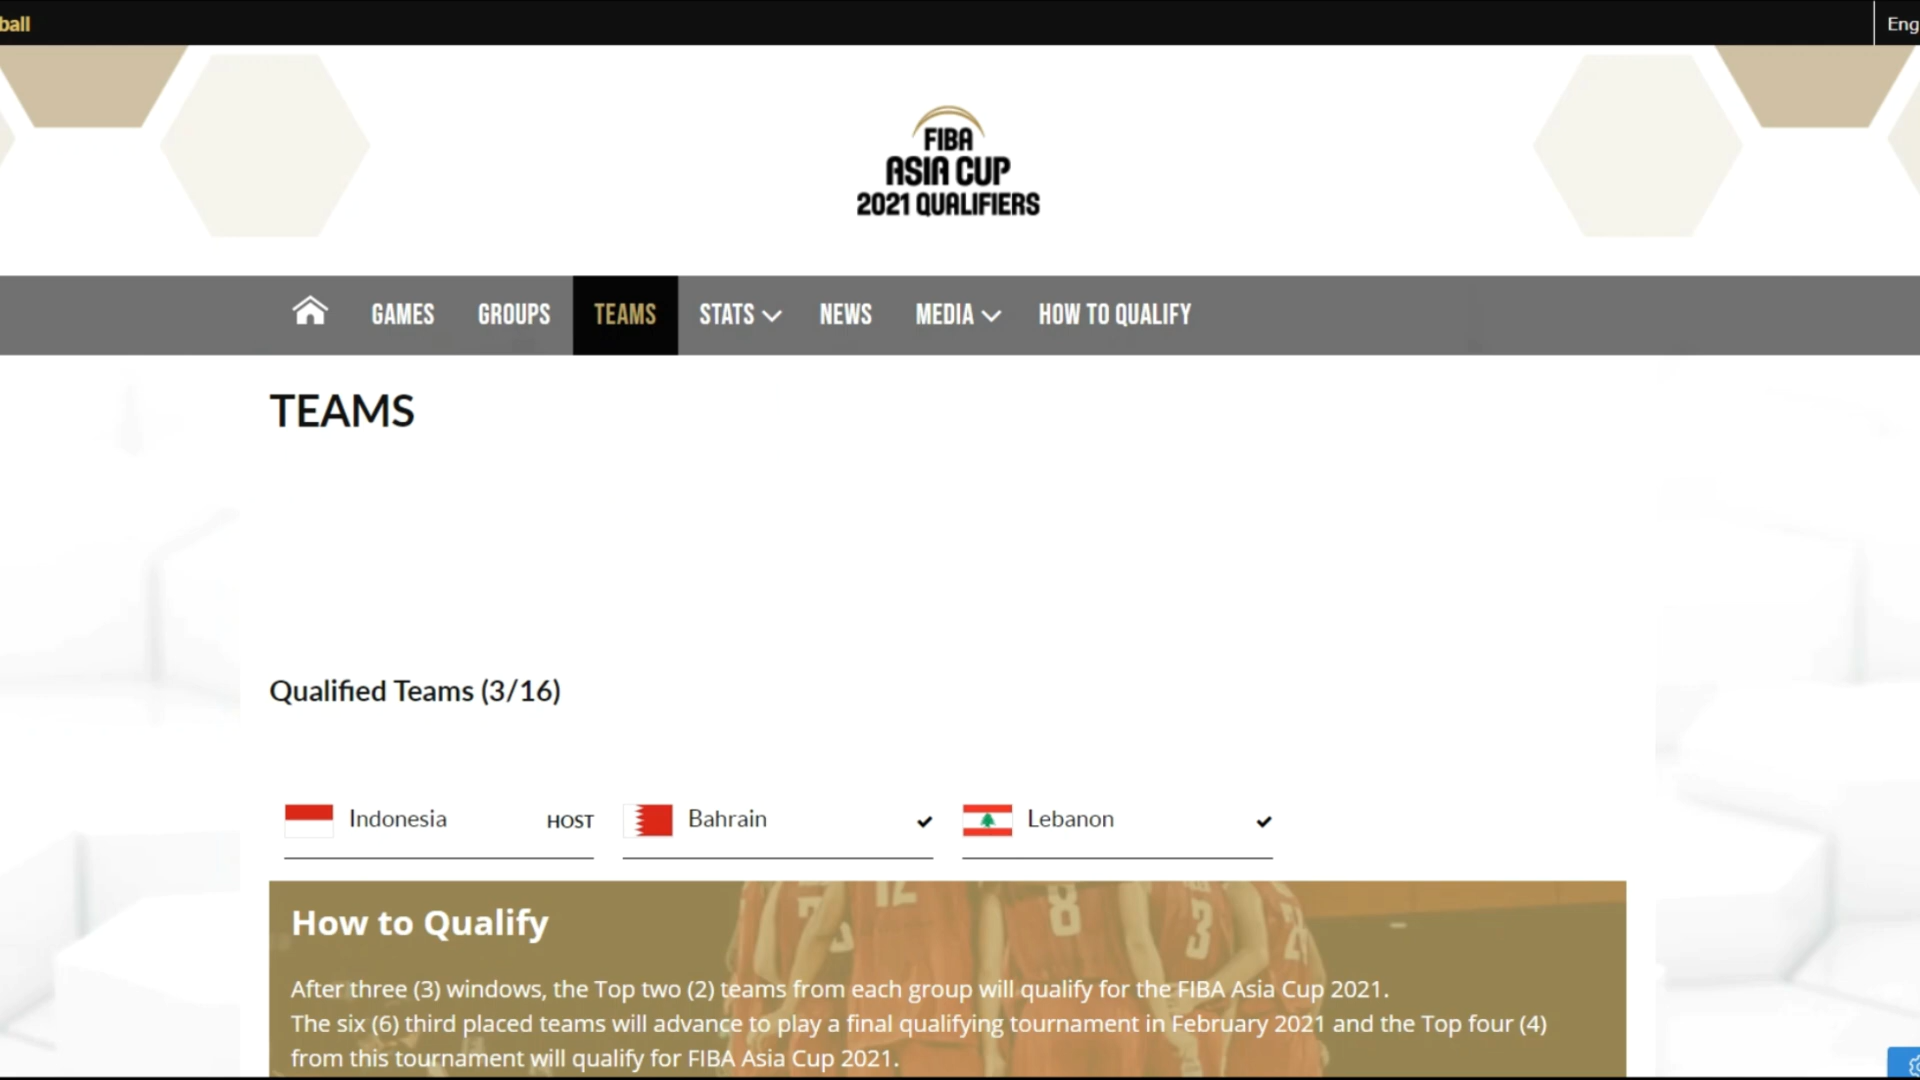 ball
Eng
FIBA
ASIA CUP
2021 QUALIFIERS
GAMES GROUPS TEAMS STATS NEWS MEDIA HOW TO QUALIFY
TEAMS
Qualified Teams (3/16)
Indonesia HOST Bahrain Lebanon
12 8 3
How to Qualify
After three (3) windows, the Top two (2) teams from each group will qualify for the FIBA Asia Cup 2021.
The six (6) third placed teams will advance to play a final qualifying tournament in February 2021 and the Top four (4)
from this tournament will qualify for FIBA Asia Cup 2021.